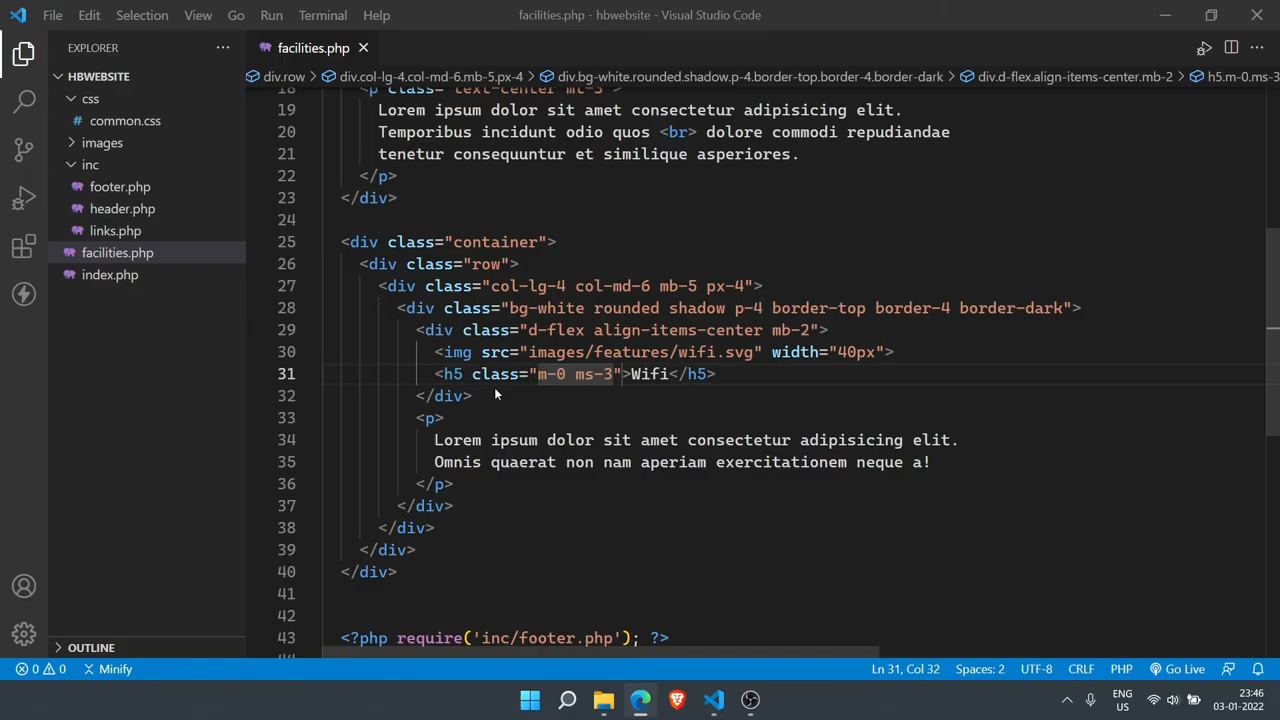 File Edit Selection View Go Run Terminal Help facilities.php - hbwebsite - Visual Studio Code
EXPLORER
facilities.php
HBWEBSITE
div.row > div.col-lg-4.col-md-6.mb-5.px-4 > div.bg-white.rounded.shadow.p-4.border-top.border-4.border-dark > div.d-flex.align-items-center.mb-2 > h5.m-0.ms-3
css
# common.css
images
inc
footer.php
header.php
links.php
facilities.php
index.php
18 <p class="text-center mt-3">
19 Lorem ipsum dolor sit amet consectetur adipisicing elit.
20 Temporibus incidunt odio quos <br> dolore commodi repudiandae
21 tenetur consequuntur et similique asperiores.
22 </p>
23 </div>
24
25 <div class="container">
26 <div class="row">
27 <div class="col-lg-4 col-md-6 mb-5 px-4">
28 <div class="bg-white rounded shadow p-4 border-top border-4 border-dark">
29 <div class="d-flex align-items-center mb-2">
30 <img src="images/features/wifi.svg" width="40px">
31 <h5 class="m-0 ms-3">Wifi</h5>
32 </div>
33 <p>
34 Lorem ipsum dolor sit amet consectetur adipisicing elit.
35 Omnis quaerat non nam aperiam exercitationem neque a!
36 </p>
37 </div>
38 </div>
39 </div>
40 </div>
41
42
43 <?php require('inc/footer.php'); ?>
44
OUTLINE
0 0 Minify Ln 31, Col 32 Spaces: 2 UTF-8 CRLF PHP Go Live
ENG
US
23:46
03-01-2022